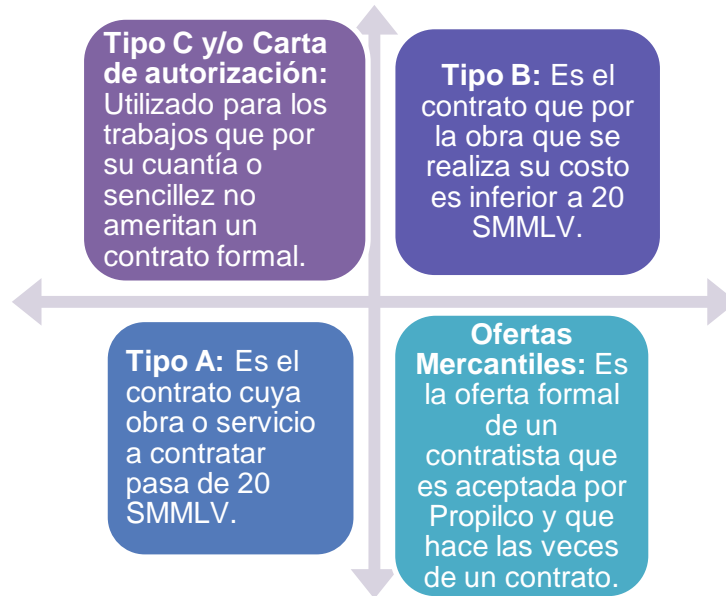 Tipo C y/o Carta
de autorización:
Utilizado para los
trabajos que por
su cuantía o
sencillez no
ameritan un
contrato formal.
Tipo B: Es el
contrato que por
la obra que se
realiza su costo
es inferior a 20
SMMLV.
Tipo A: Es el
contrato cuya
obra o servicio
a contratar
pasa de 20
SMMLV.
Ofertas
Mercantiles: Es
la oferta formal
de un
contratista que
es aceptada por
Propilco y que
hace las veces
de un contrato.